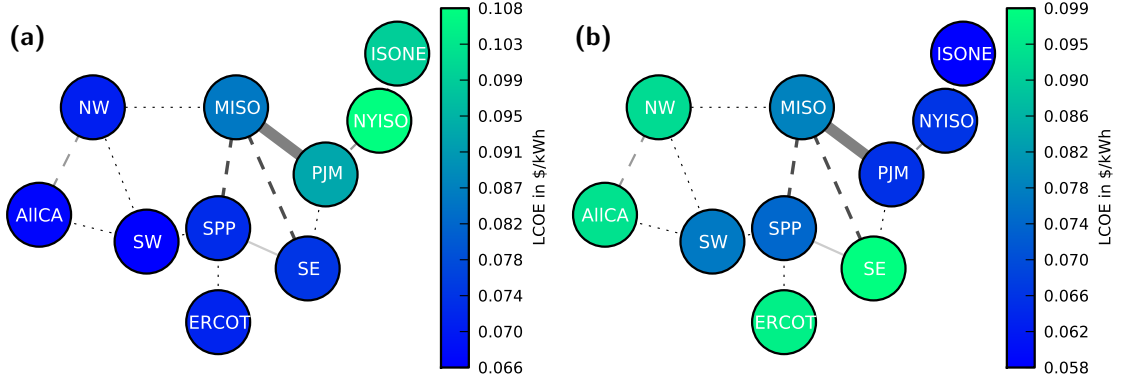 (a)
ISONE
NW
MISO
NYISO
PJM
AllCA
SW
SPP
SE
ERCOT
0.108
0.103
0.099
0.095
0.091
0.087
0.082
0.078
0.074
0.070
0.066
LCOE in $/kWh
(b)
ISONE
NW
MISO
NYISO
PJM
AllCA
SW
SPP
SE
ERCOT
0.099
0.095
0.090
0.086
0.082
0.078
0.074
0.070
0.066
0.062
0.058
LCOE in $/kWh